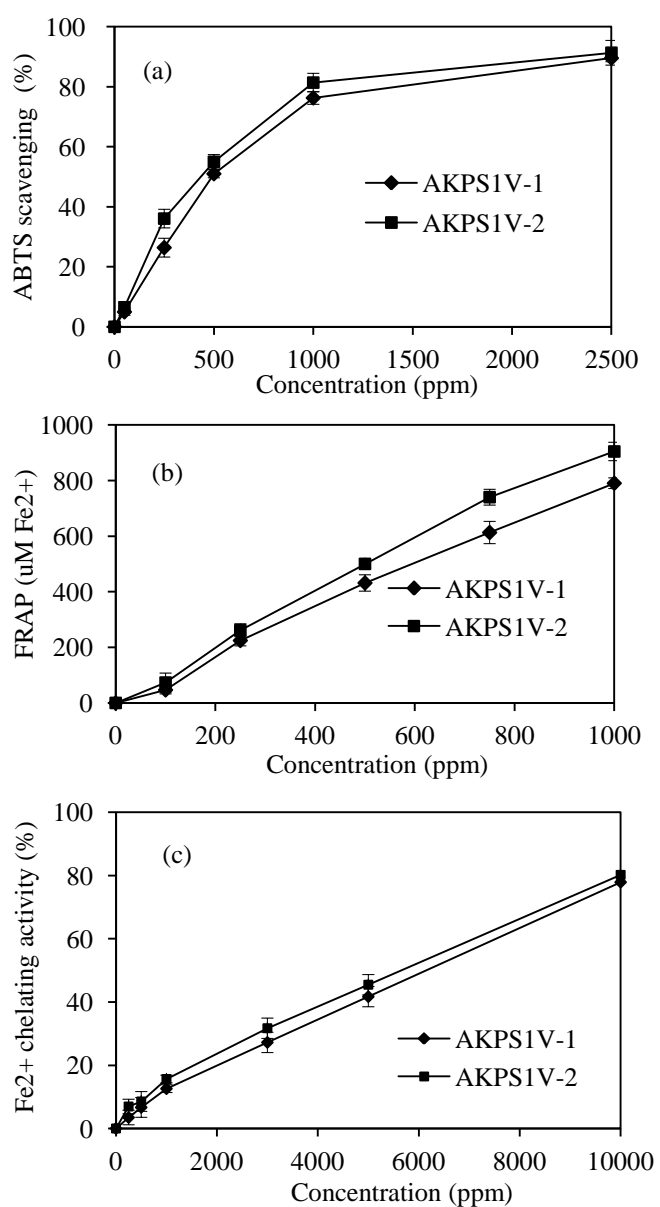 100
80
60
40
20
0
ABTS scavenging (%)
(a)
AKPS1V-1
AKPS1V-2
0 500 1000 1500 2000 2500
Concentration (ppm)
1000
800
600
400
200
0
FRAP (uM Fe2+)
(b)
AKPS1V-1
AKPS1V-2
0 200 400 600 800 1000
Concentration (ppm)
100
80
60
40
20
0
Fe2+ chelating activity (%)
(c)
AKPS1V-1
AKPS1V-2
0 2000 4000 6000 8000 10000
Concentration (ppm)